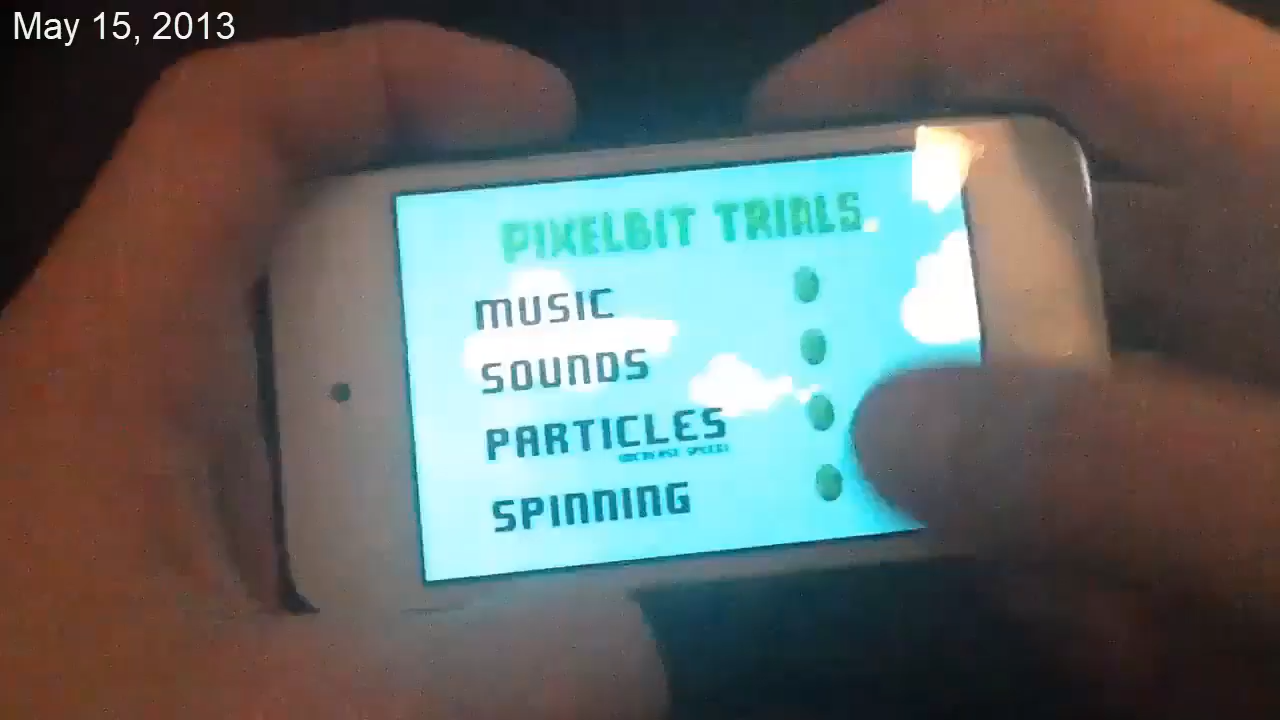 May 15, 2013
PIXELBIT TRIALS
MUSIC
SOUNDS
PARTICLES
SPINNING